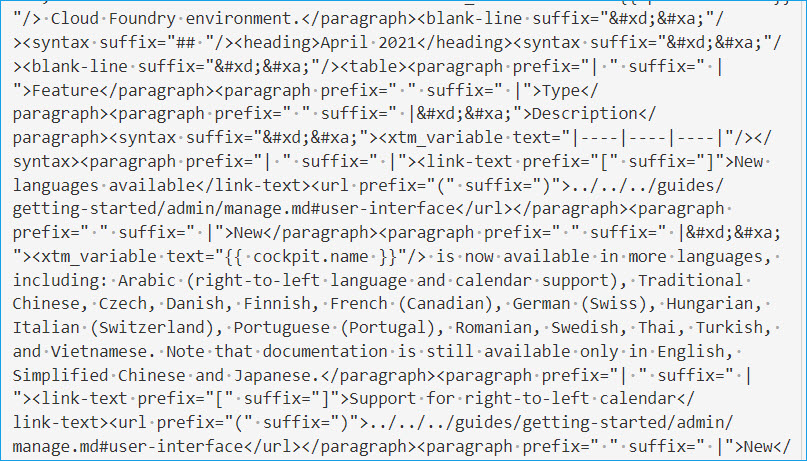 "/> Cloud Foundry environment.</paragraph><blank-line suffix="&#xd;&#xa;"/
><syntax suffix="## "/><heading>April 2021</heading><syntax suffix="&#xd;&#xa;"/
><blank-line suffix="&#xd;&#xa;"/><table><paragraph prefix="| " suffix=" |
">Feature</paragraph><paragraph prefix=" " suffix=" |">Type</
paragraph><paragraph prefix=" " suffix=" |&#xd;&#xa;">Description</
paragraph><syntax suffix="&#xd;&#xa;"><xtm_variable text="|----|----|----|"/></
syntax><paragraph prefix="| " suffix=" |"><link-text prefix="[" suffix="]">New 
languages available</link-text><url prefix="(" suffix=")">../../../guides/
getting-started/admin/manage.md#user-interface</url></paragraph><paragraph 
prefix=" " suffix=" |">New</paragraph><paragraph prefix=" " suffix=" |&#xd;&#xa;
"><xtm_variable text="{{ cockpit.name }}"/> is now available in more languages, 
including: Arabic (right-to-left language and calendar support), Traditional 
Chinese, Czech, Danish, Finnish, French (Canadian), German (Swiss), Hungarian, 
Italian (Switzerland), Portuguese (Portugal), Romanian, Swedish, Thai, Turkish, 
and Vietnamese. Note that documentation is still available only in English, 
Simplified Chinese and Japanese.</paragraph><paragraph prefix="| " suffix=" |
"><link-text prefix="[" suffix="]">Support for right-to-left calendar</
link-text><url prefix="(" suffix=")">../../../guides/getting-started/admin/
manage.md#user-interface</url></paragraph><paragraph prefix=" " suffix=" |">New</